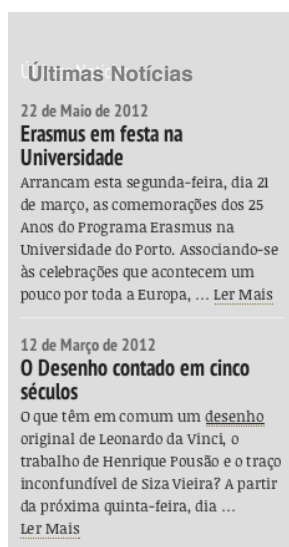 Últimas Notícias
22 de Maio de 2012
Erasmus em festa na
Universidade
Arrancam esta segunda-feira, dia 21
de março, as comemorações dos 25
Anos do Programa Erasmus na
Universidade do Porto. Associando-se
às celebrações que acontecem um
pouco por toda a Europa, … Ler Mais
12 de Março de 2012
O Desenho contado em cinco
séculos
O que têm em comum um desenho
original de Leonardo da Vinci, o
trabalho de Henrique Pousão e o traço
inconfundível de Siza Vieira? A partir
da próxima quinta-feira, dia …
Ler Mais